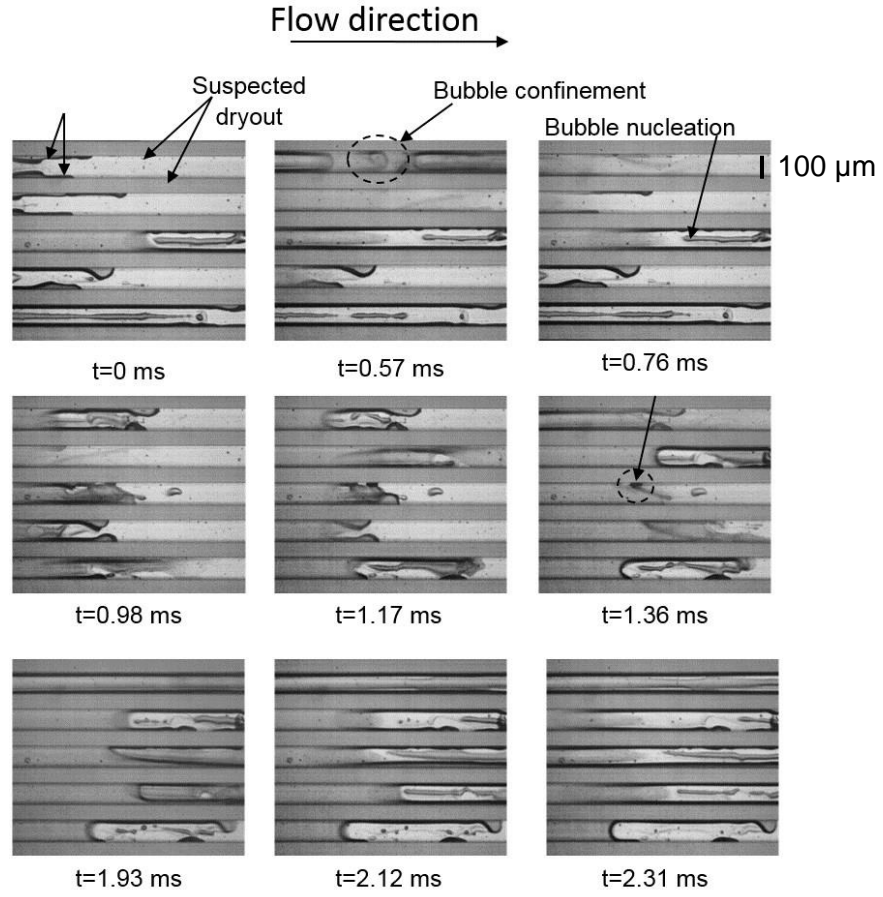 Flow direction
Suspected
dryout
Bubble confinement
Bubble nucleation
100 µm
t=0 ms
t=0.57 ms
t=0.76 ms
t=0.98 ms
t=1.17 ms
t=1.36 ms
t=1.93 ms
t=2.12 ms
t=2.31 ms